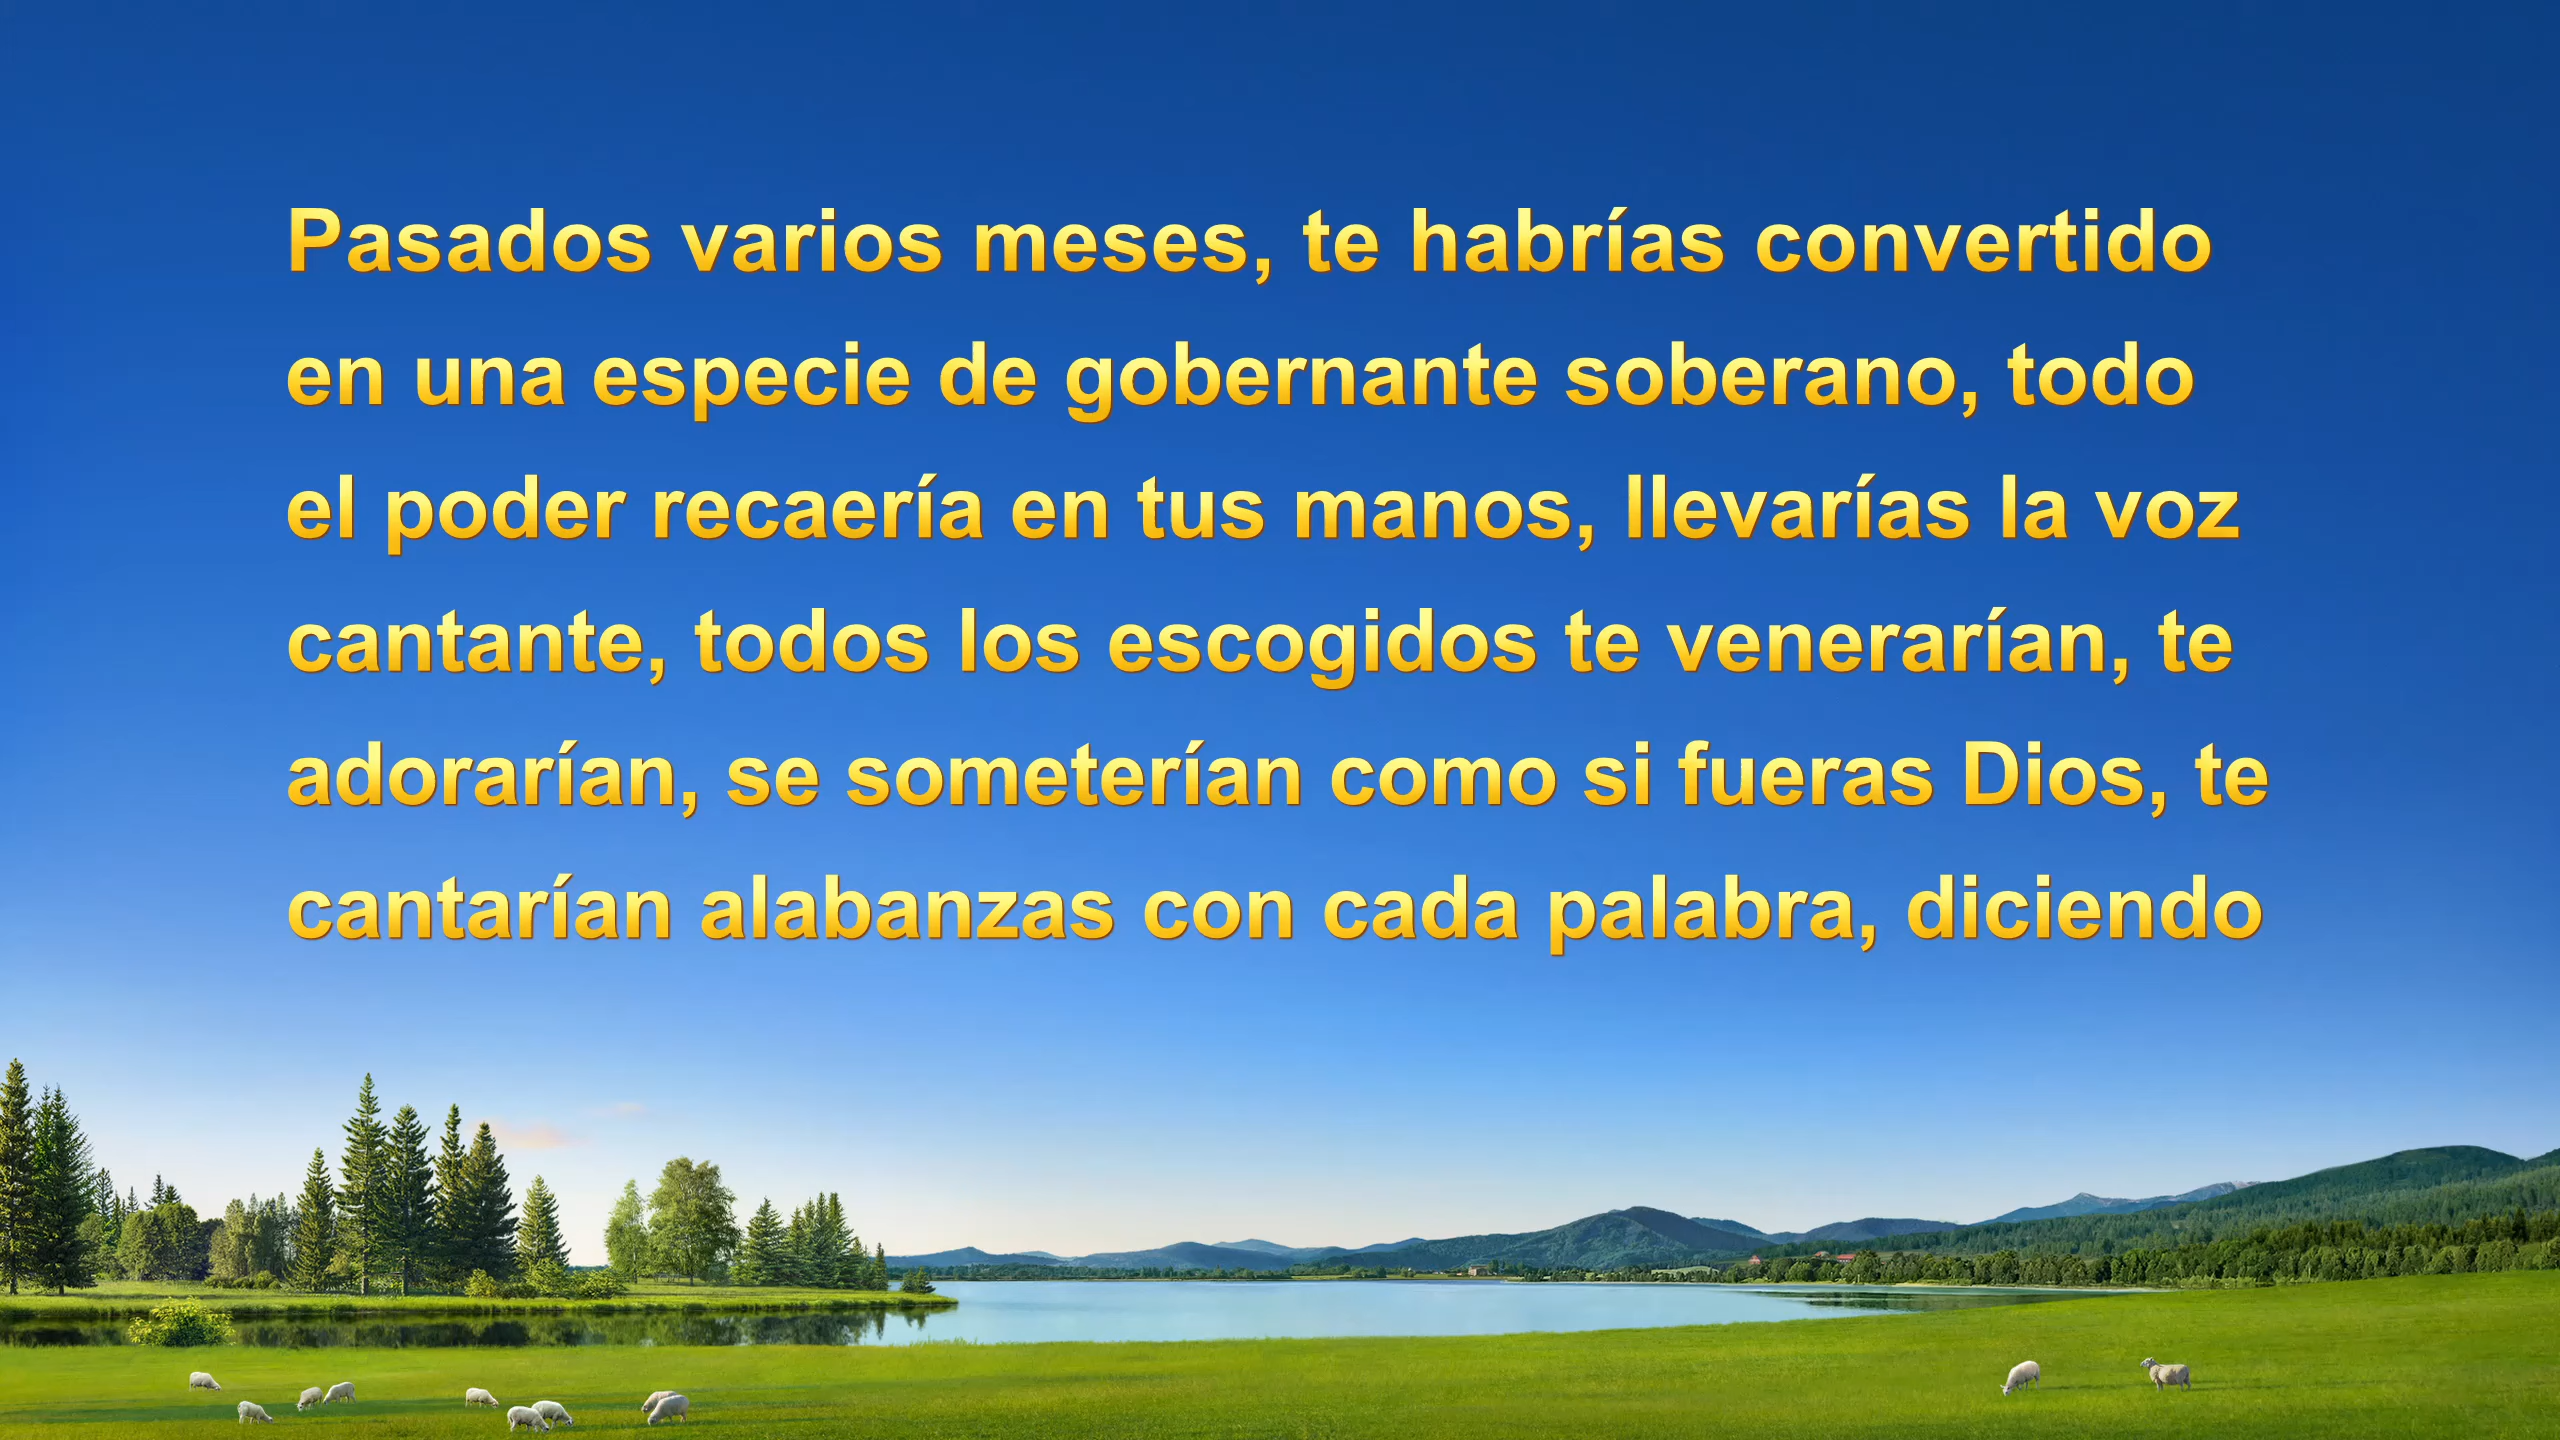 Pasados varios meses, te habrías convertido
en una especie de gobernante soberano, todo
el poder recaería en tus manos, llevarías la voz
cantante, todos los escogidos te venerarían, te
adorarían, se someterían como si fueras Dios, te
cantarían alabanzas con cada palabra, diciendo